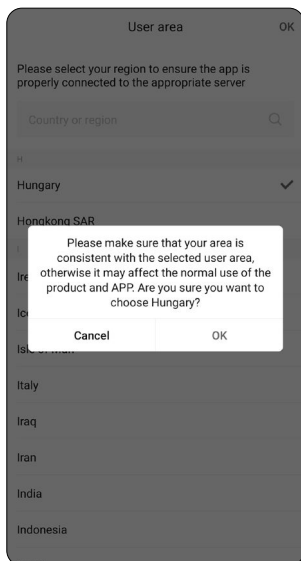 User area OK
Please select your region to ensure the app is
properly connected to the appropriate server
Country or region
H
Hungary
Hongkong SAR
I
Please make sure that your area is
consistent with the selected user area,
otherwise it may affect the normal use of the
product and APP. Are you sure you want to
choose Hungary?
Cancel OK
Italy
Iraq
Iran
India
Indonesia